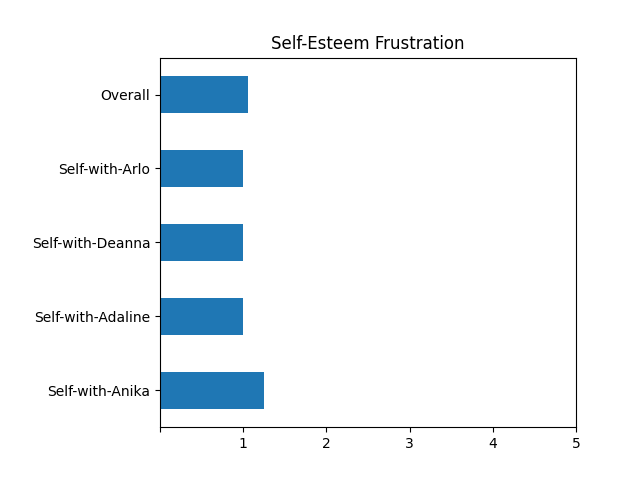 Self-Esteem Frustration
Overall
Self-with-Arlo
Self-with-Deanna
Self-with-Adaline
Self-with-Anika
1 2 3 4 5